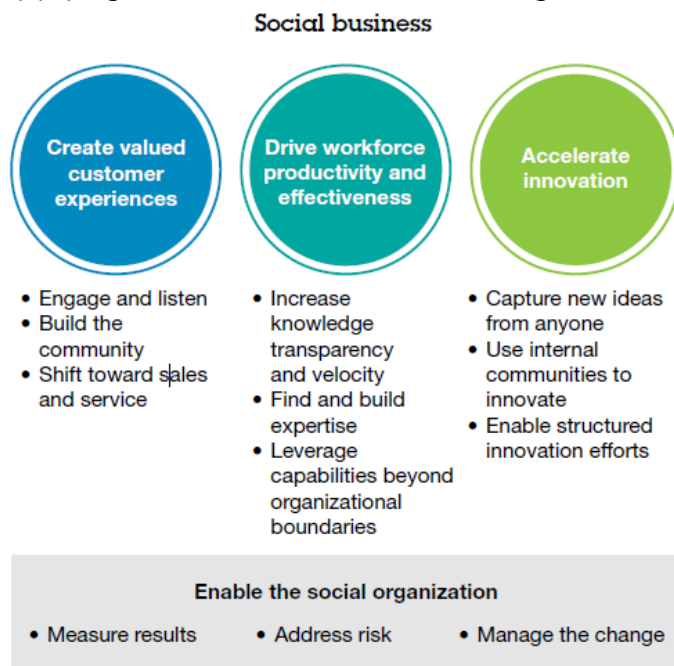 Social business
Create valued
customer
experiences
Drive workforce
productivity and
effectiveness
Accelerate
innovation
• Engage and listen
• Build the
community
• Shift toward sales
and service
• Increase
knowledge
transparency
and velocity
• Find and build
expertise
• Leverage
capabilities beyond
organizational
boundaries
• Capture new ideas
from anyone
• Use internal
communities to
innovate
• Enable structured
innovation efforts
Enable the social organization
• Measure results • Address risk • Manage the change